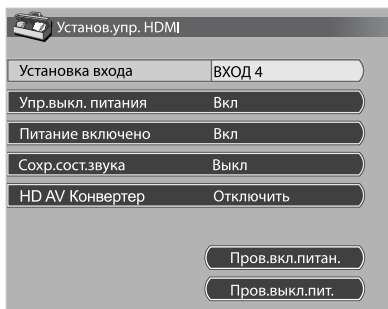 Установ.упр. HDMI
Установка входа ВХОД 4
Упр.выкл. питания Вкл
Питание включено Вкл
Сохр.сост.звука Выкл
HD AV Конвертер Отключить
Пров.вкл.питан.
Пров.выкл.пит.